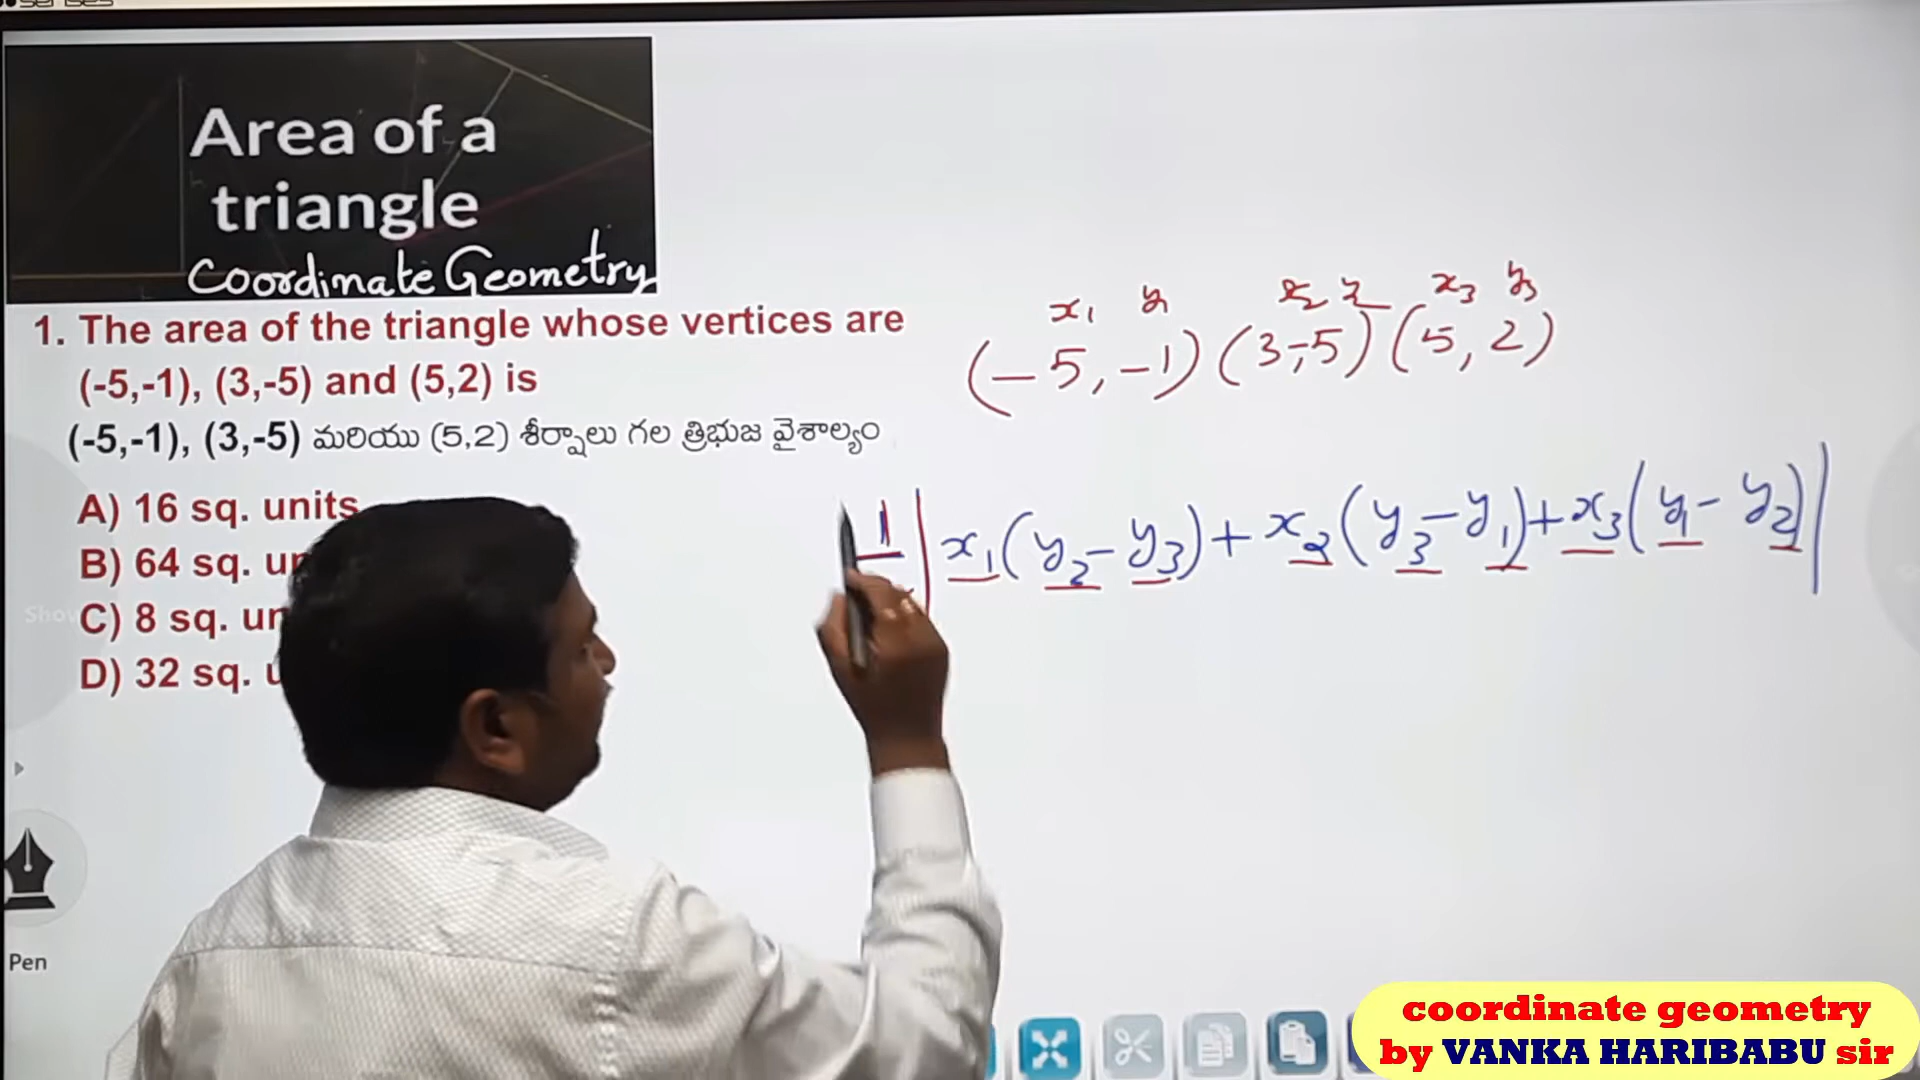 Area of a
triangle
Coordinate Geometry
1. The area of the triangle whose vertices are
(-5,-1), (3,-5) and (5,2) is
(-5,-1), (3,-5) మరియు (5,2) శీర్షాలు గల త్రిభుజ వైశాల్యం
A) 16 sq. units
B) 64 sq.
C) 8 sq.
D) 32 sq.
x₁ y₁ x₂ y₂ x₃ y₃
(-5, -1) (3,-5) (5, 2)
1
| x₁(y₂-y₃)+x₂(y₃-y₁)+x₃(y₁-y₂)|
Pen
coordinate geometry
by VANKA HARIBABU sir